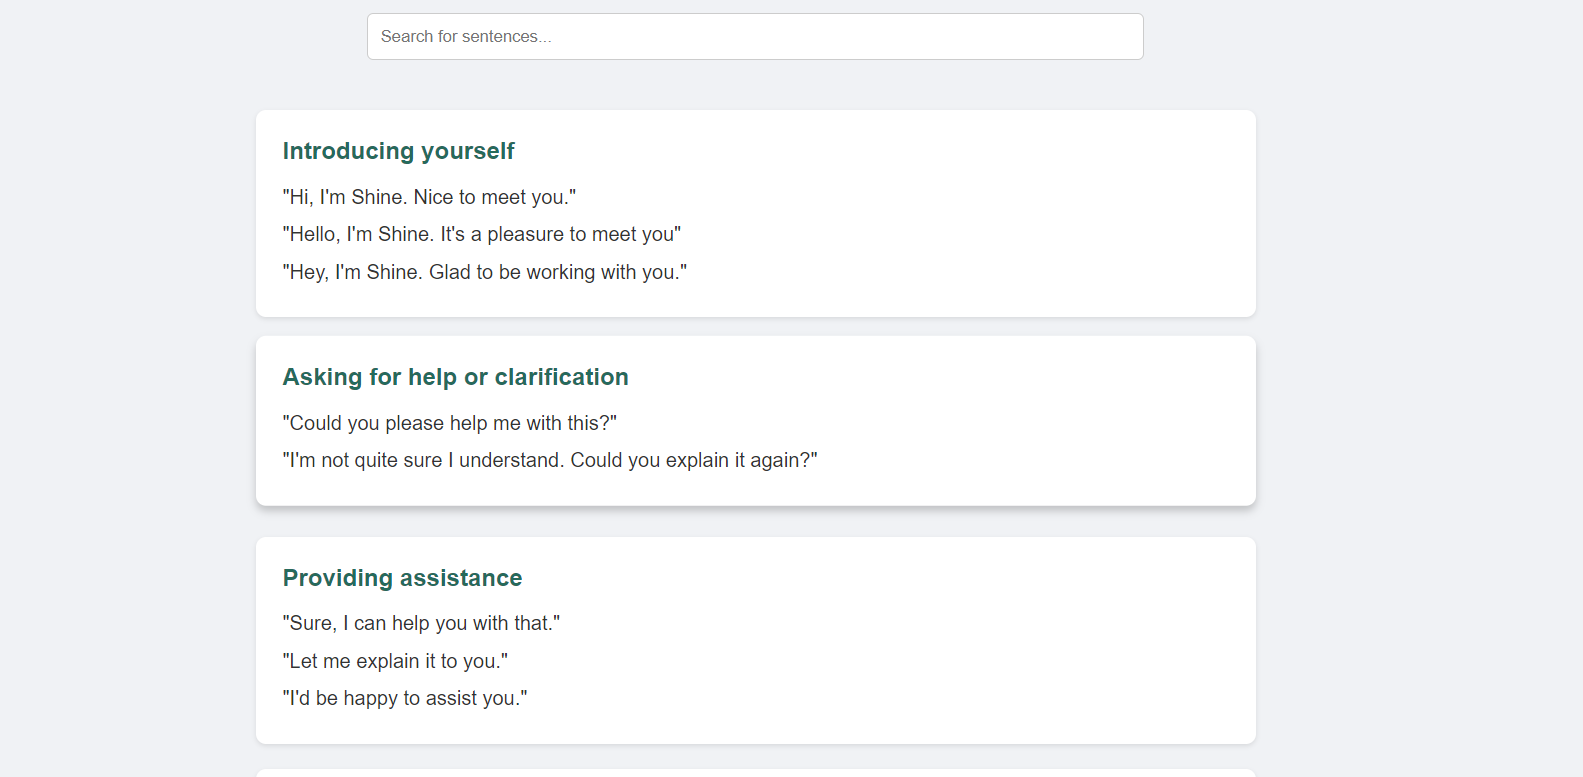 Search for sentences...
Introducing yourself
"Hi, I'm Shine. Nice to meet you."
"Hello, I'm Shine. It's a pleasure to meet you"
"Hey, I'm Shine. Glad to be working with you."
Asking for help or clarification
"Could you please help me with this?"
"I'm not quite sure I understand. Could you explain it again?"
Providing assistance
"Sure, I can help you with that."
"Let me explain it to you."
"I'd be happy to assist you."